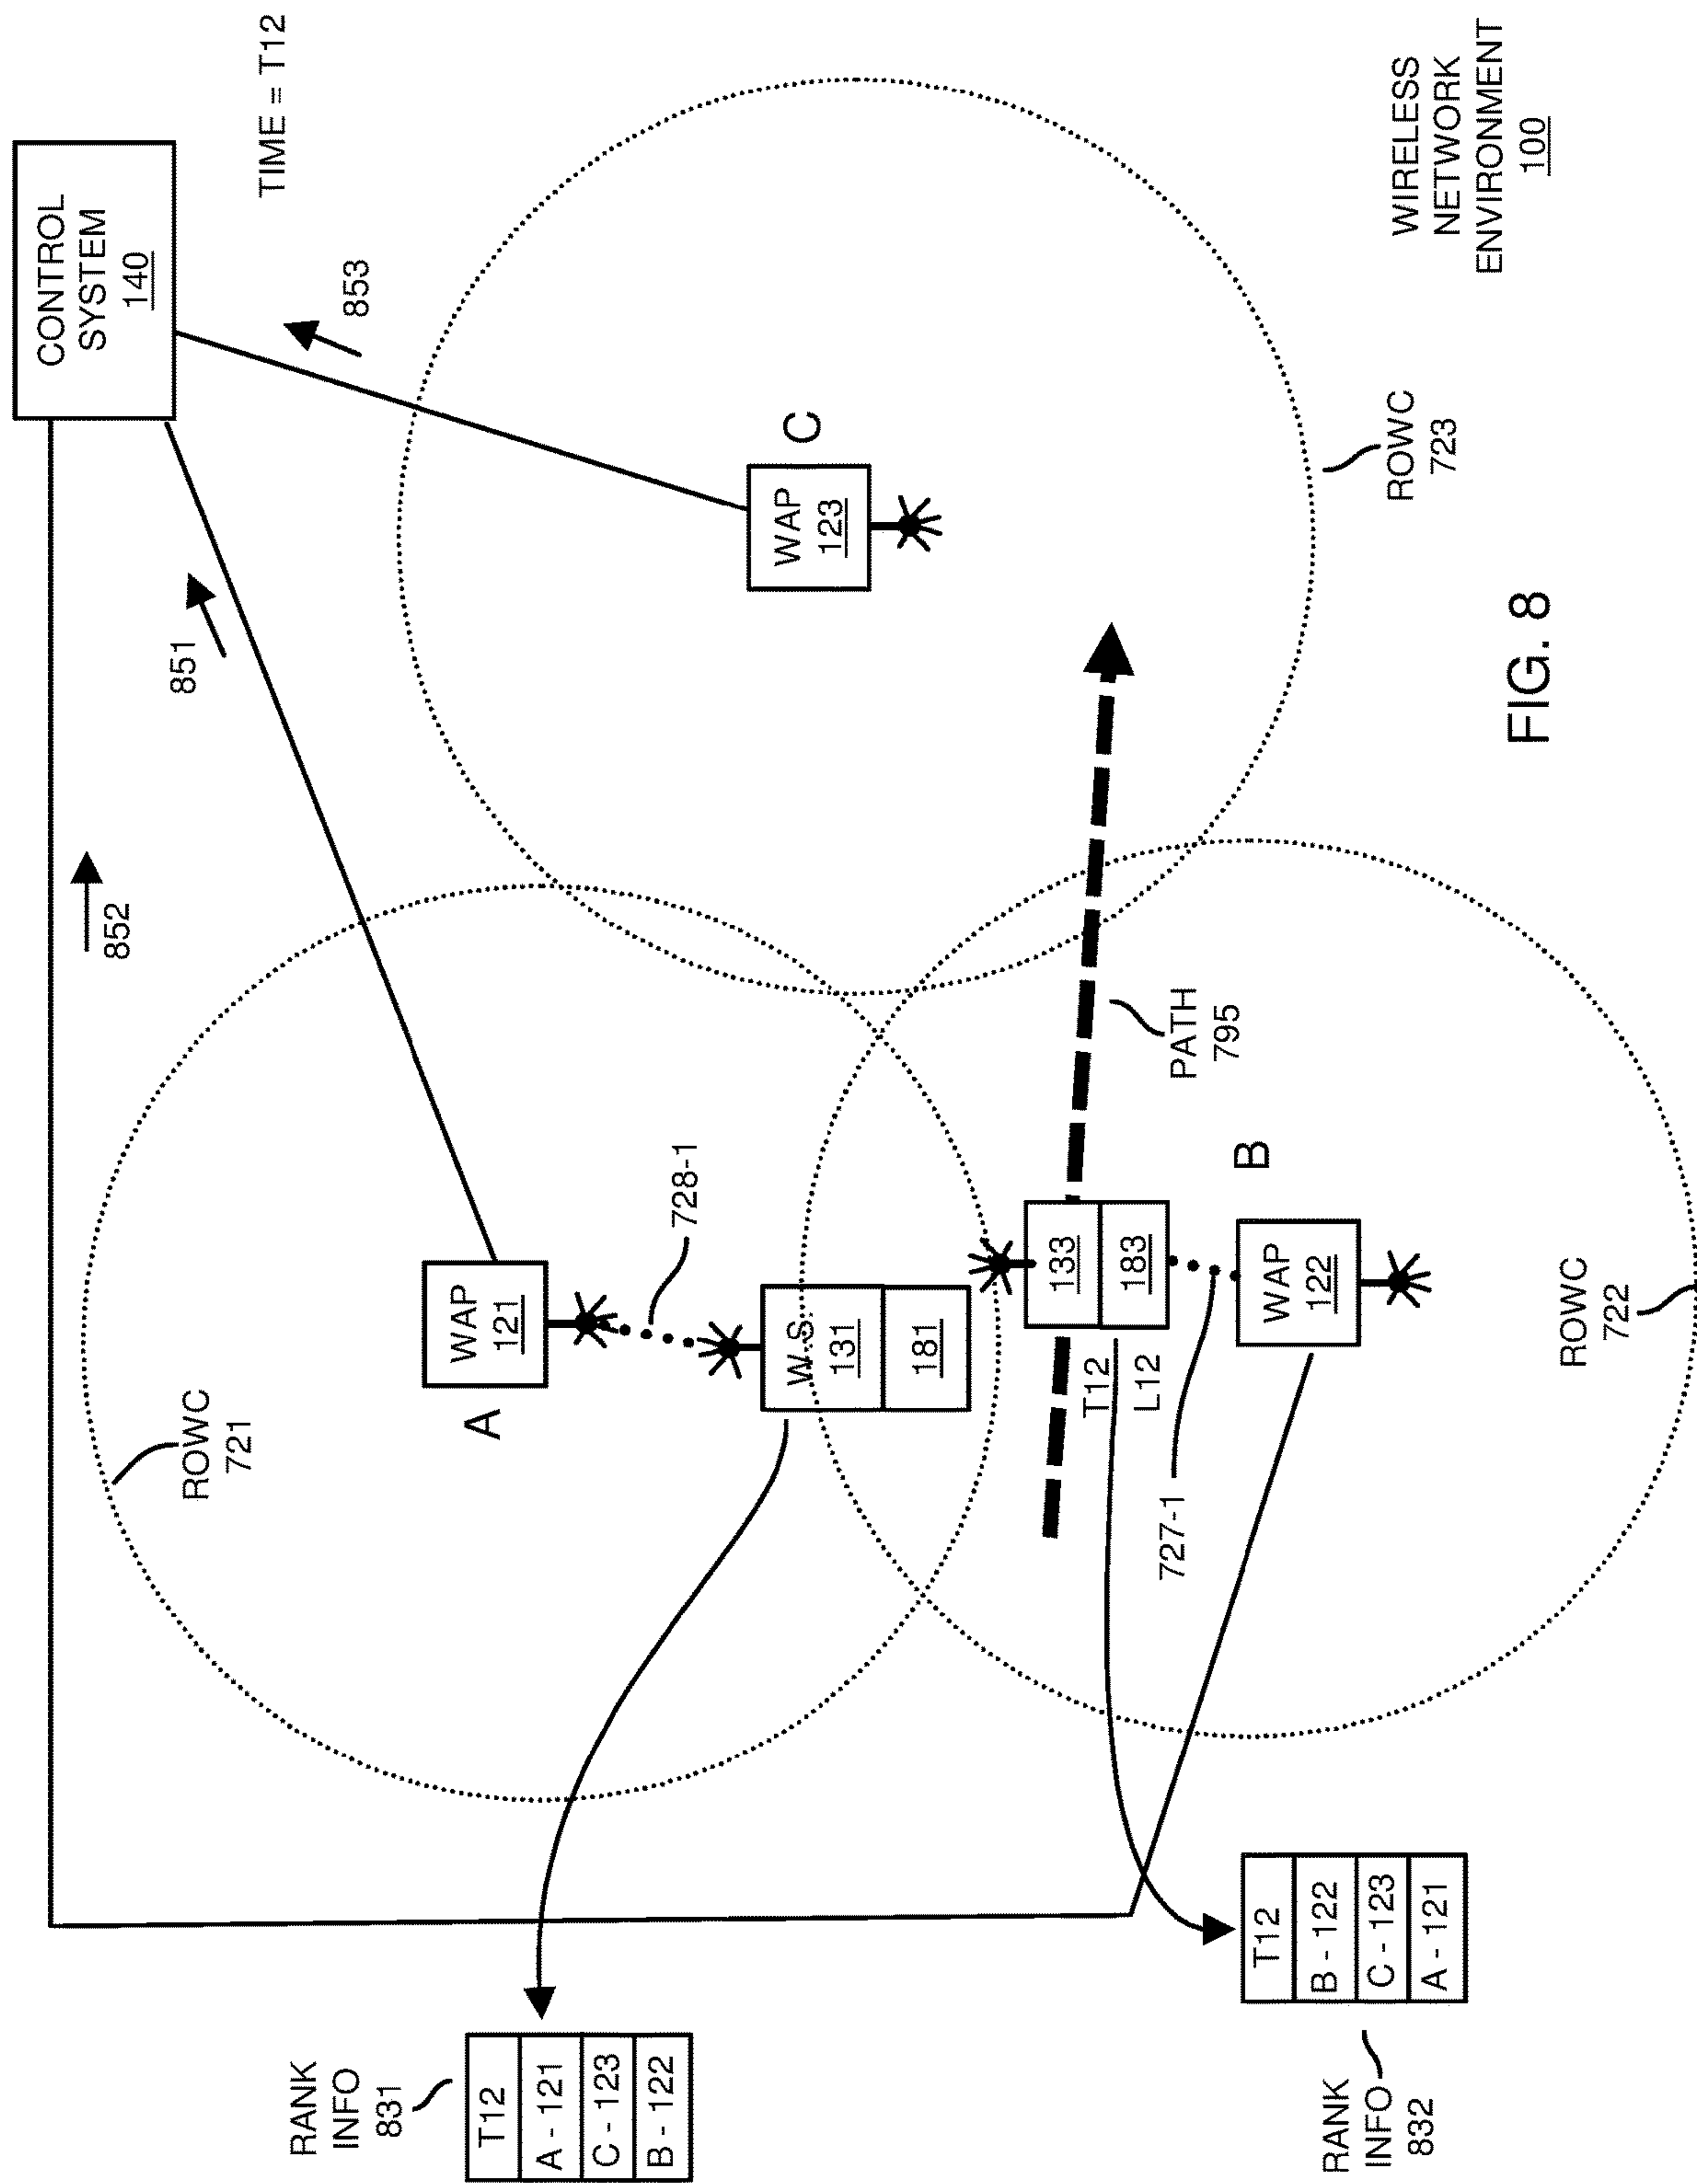 CONTROL
SYSTEM
140
TIME = T12
852
851
853
ROWC
721
WAP
121
A
728-1
WAP
123
C
W.S.
131
181
133
183
T12
L12
PATH
795
727-1
B
WAP
122
ROWC
722
ROWC
723
RANK
INFO
831
T12
A - 121
C - 123
B - 122
RANK
INFO
832
T12
B - 122
C - 123
A - 121
WIRELESS
NETWORK
ENVIRONMENT
100
FIG. 8